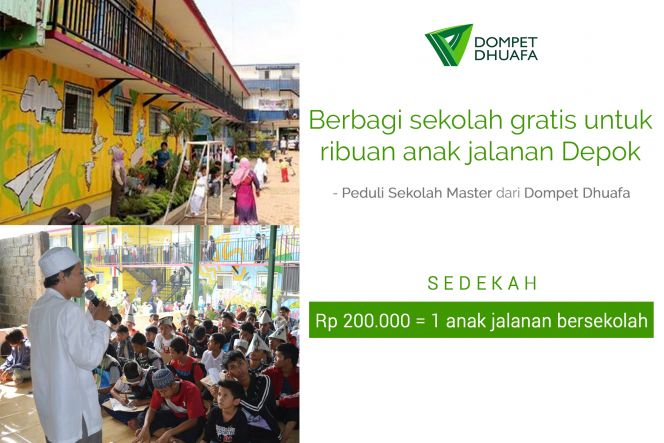 DOMPET
DHUAFA
Berbagi sekolah gratis untuk
ribuan anak jalanan Depok
- Peduli Sekolah Master dari Dompet Dhuafa
SEDEKAH
Rp 200.000 = 1 anak jalanan bersekolah